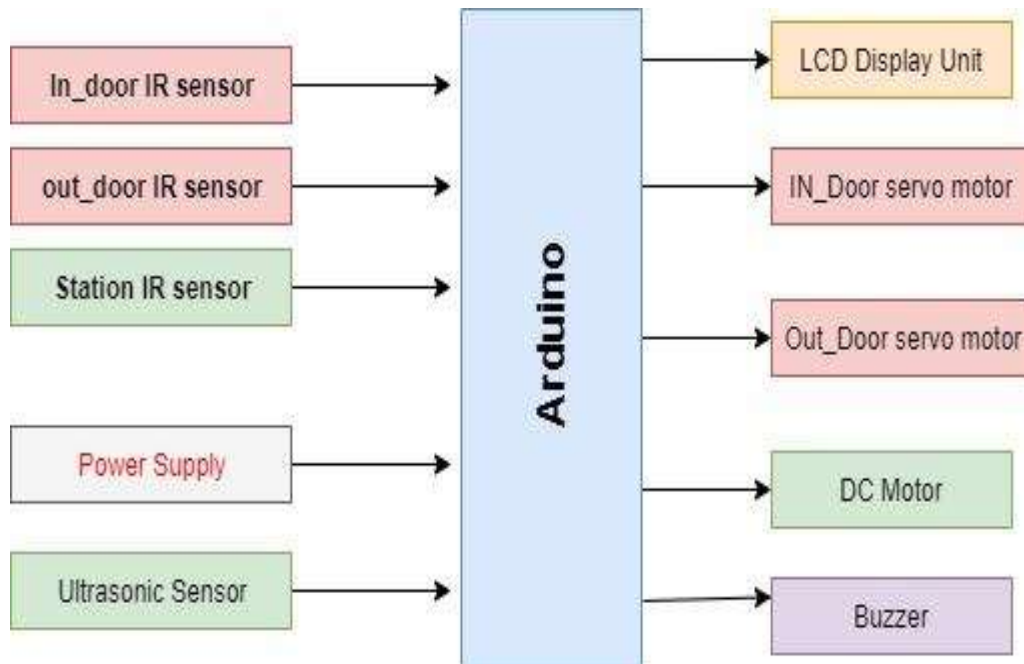 In_door IR sensor
out_door IR sensor
Station IR sensor
Power Supply
Ultrasonic Sensor
Arduino
LCD Display Unit
IN_Door servo motor
Out_Door servo motor
DC Motor
Buzzer